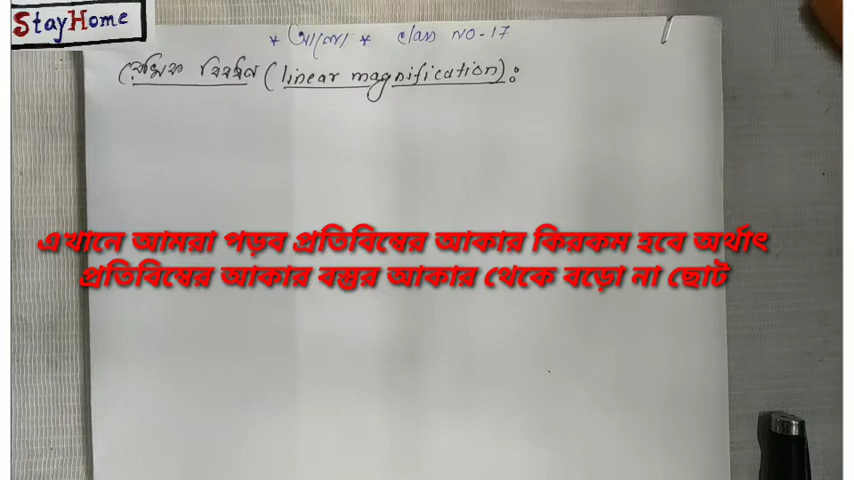 StayHome
* আলো * class NO-17
রৈখিক বিবর্ধন (linear magnification):
এখানে আমরা পড়ব প্রতিবিম্বের আকার কিরকম হবে অর্থাৎ
প্রতিবিম্বের আকার বস্তুর আকার থেকে বড়ো না ছোট